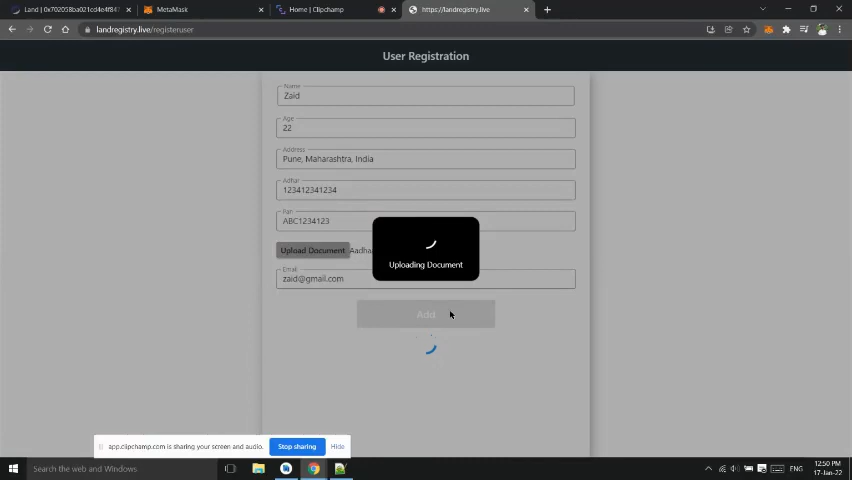 Land | 0x702058ba021cd4e4f847
MetaMask
Home | Clipchamp
https://landregistry.live
landregistry.live/registeruser
User Registration
Name
Zaid
Age
22
Address
Pune, Maharashtra, India
Adhar
123412341234
Pan
ABC1234123
Upload Document Aadha
Uploading Document
Email
zaid@gmail.com
Add
app.clipchamp.com is sharing your screen and audio.
Stop sharing
Hide
Search the web and Windows
ENG
12:50 PM
17-Jan-22